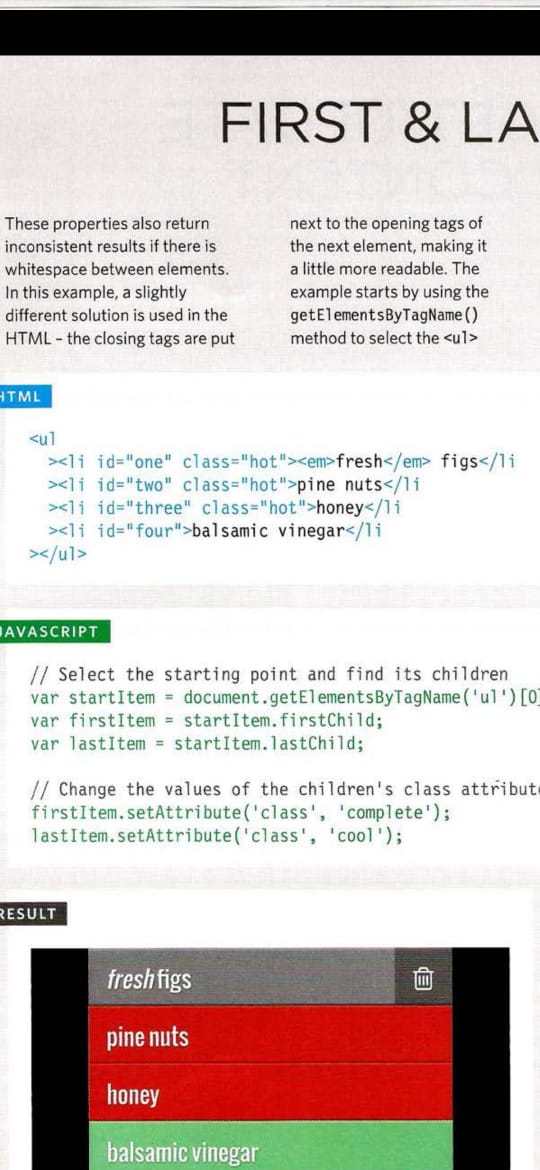 FIRST & LA
These properties also return
inconsistent results if there is
whitespace between elements.
In this example, a slightly
different solution is used in the
HTML - the closing tags are put
next to the opening tags of
the next element, making it
a little more readable. The
example starts by using the
getElementsByTagName()
method to select the <ul>
HTML
<ul
><li id="one" class="hot"><em>fresh</em> figs</li
><li id="two" class="hot">pine nuts</li
><li id="three" class="hot">honey</li
><li id="four">balsamic vinegar</li
></ul>
JAVASCRIPT
// Select the starting point and find its children
var startItem = document.getElementsByTagName('ul')[0]
var firstItem = startItem.firstChild;
var lastItem = startItem.lastChild;
// Change the values of the children's class attribute
firstItem.setAttribute('class', 'complete');
lastItem.setAttribute('class', 'cool');
RESULT
fresh figs
pine nuts
honey
balsamic vinegar